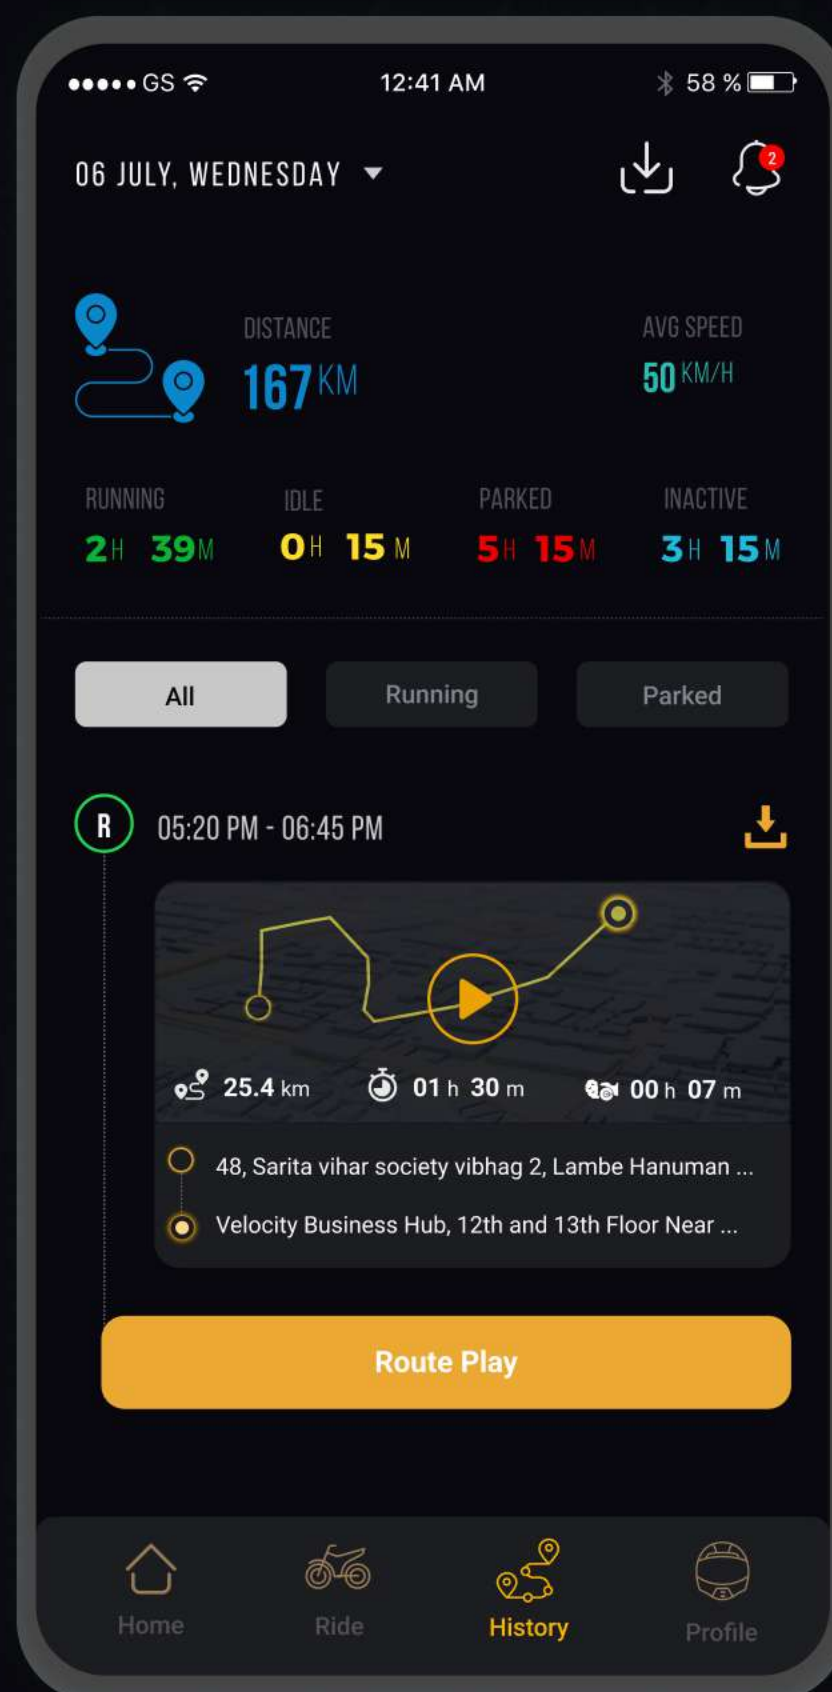 GS 12:41 AM 58 %
06 JULY, WEDNESDAY
2
DISTANCE AVG SPEED
167 KM 50 KM/H
RUNNING IDLE PARKED INACTIVE
2H 39M 0H 15 M 5H 15M 3H 15M
All Running Parked
R 05:20 PM - 06:45 PM
25.4 km 01 h 30 m 00 h 07 m
48, Sarita vihar society vibhag 2, Lambe Hanuman ...
Velocity Business Hub, 12th and 13th Floor Near ...
Route Play
Home Ride History Profile